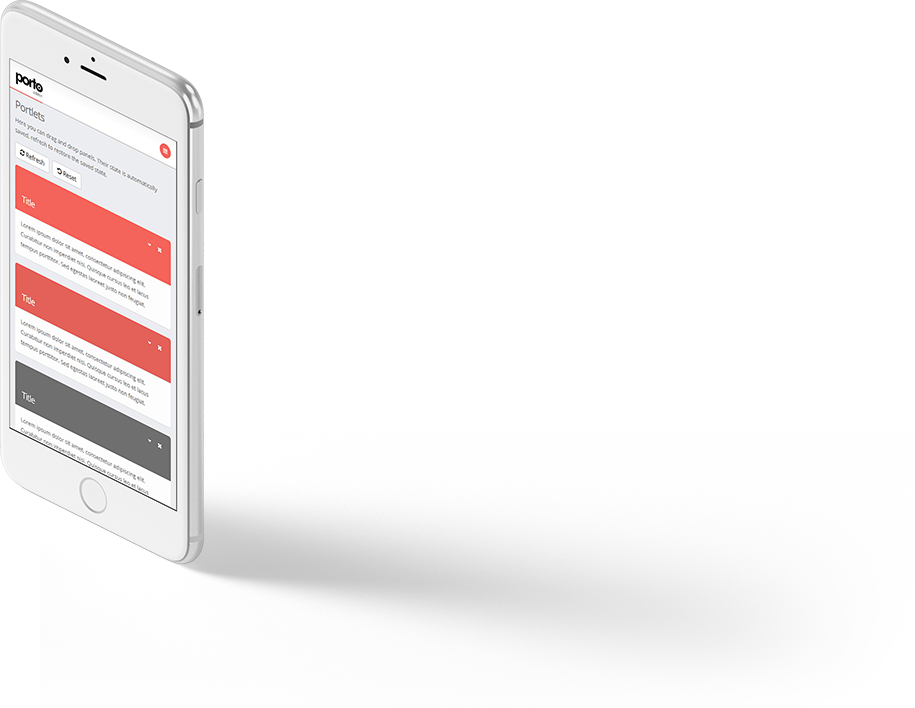 porto
Portlets
Here you can drag and drop panels. Their state is automatically
saved, refresh to restore the saved state.
Refresh
Reset
Title
Lorem ipsum dolor sit amet, consectetur adipiscing elit.
Curabitur non imperdiet nisi. Quisque cursus leo et lacus
tempus porttitor. Sed egestas laoreet justo non feugiat.
Title
Lorem ipsum dolor sit amet, consectetur adipiscing elit.
Curabitur non imperdiet nisi. Quisque cursus leo et lacus
tempus porttitor. Sed egestas laoreet justo non feugiat.
Title
Lorem ipsum dolor sit amet, consectetur adipiscing elit.
Curabitur non imperdiet nisi. Quisque cursus leo et lacus